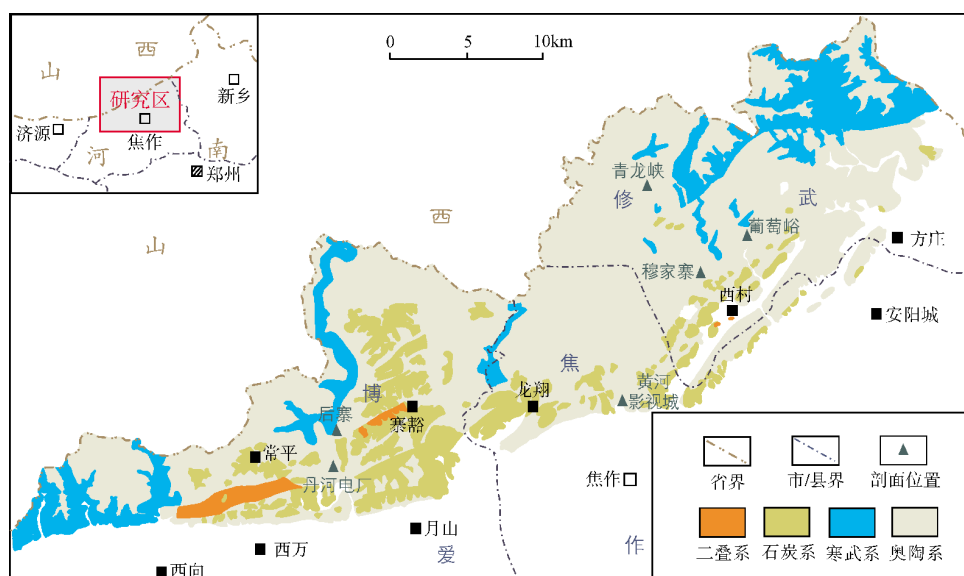 西
山
新乡
研究区
济源
焦作
河
南
郑州
0
5
10km
青龙峡
西
修
武
山
葡萄峪
方庄
穆家寨
西村
安阳城
焦
黄河
影视城
龙翔
博
后寨
寨豁
常平
丹河电厂
焦作
月山
爱
作
西万
西向
省界
市/县界
剖面位置
二叠系
石炭系
寒武系
奥陶系